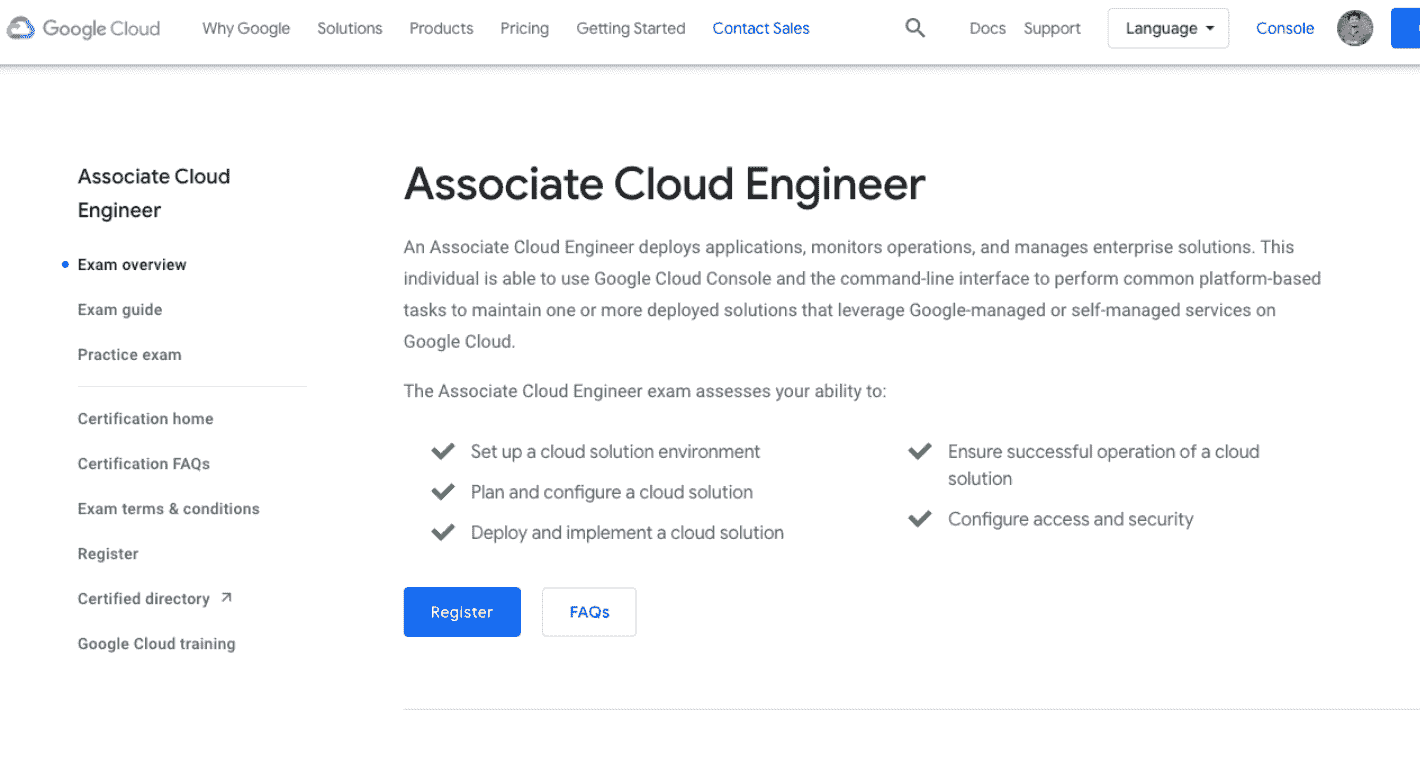 Google Cloud
Why Google
Solutions
Products
Pricing
Getting Started
Contact Sales
Docs
Support
Language
Console
Associate Cloud
Engineer
Exam overview
Exam guide
Practice exam
Certification home
Certification FAQs
Exam terms & conditions
Register
Certified directory
Google Cloud training
Associate Cloud Engineer
An Associate Cloud Engineer deploys applications, monitors operations, and manages enterprise solutions. This
individual is able to use Google Cloud Console and the command-line interface to perform common platform-based
tasks to maintain one or more deployed solutions that leverage Google-managed or self-managed services on
Google Cloud.
The Associate Cloud Engineer exam assesses your ability to:
Set up a cloud solution environment
Plan and configure a cloud solution
Deploy and implement a cloud solution
Ensure successful operation of a cloud
solution
Configure access and security
Register
FAQs